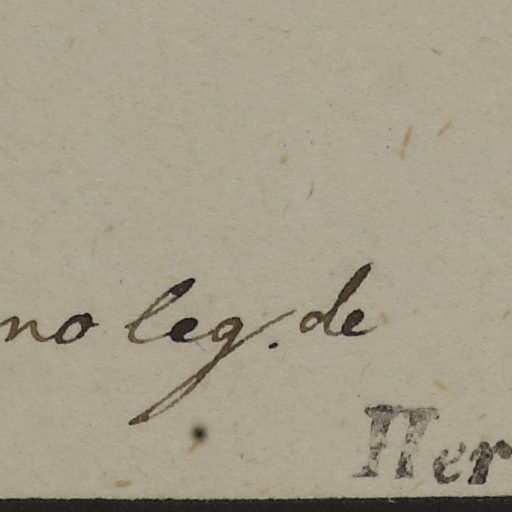 no leg. de
Her